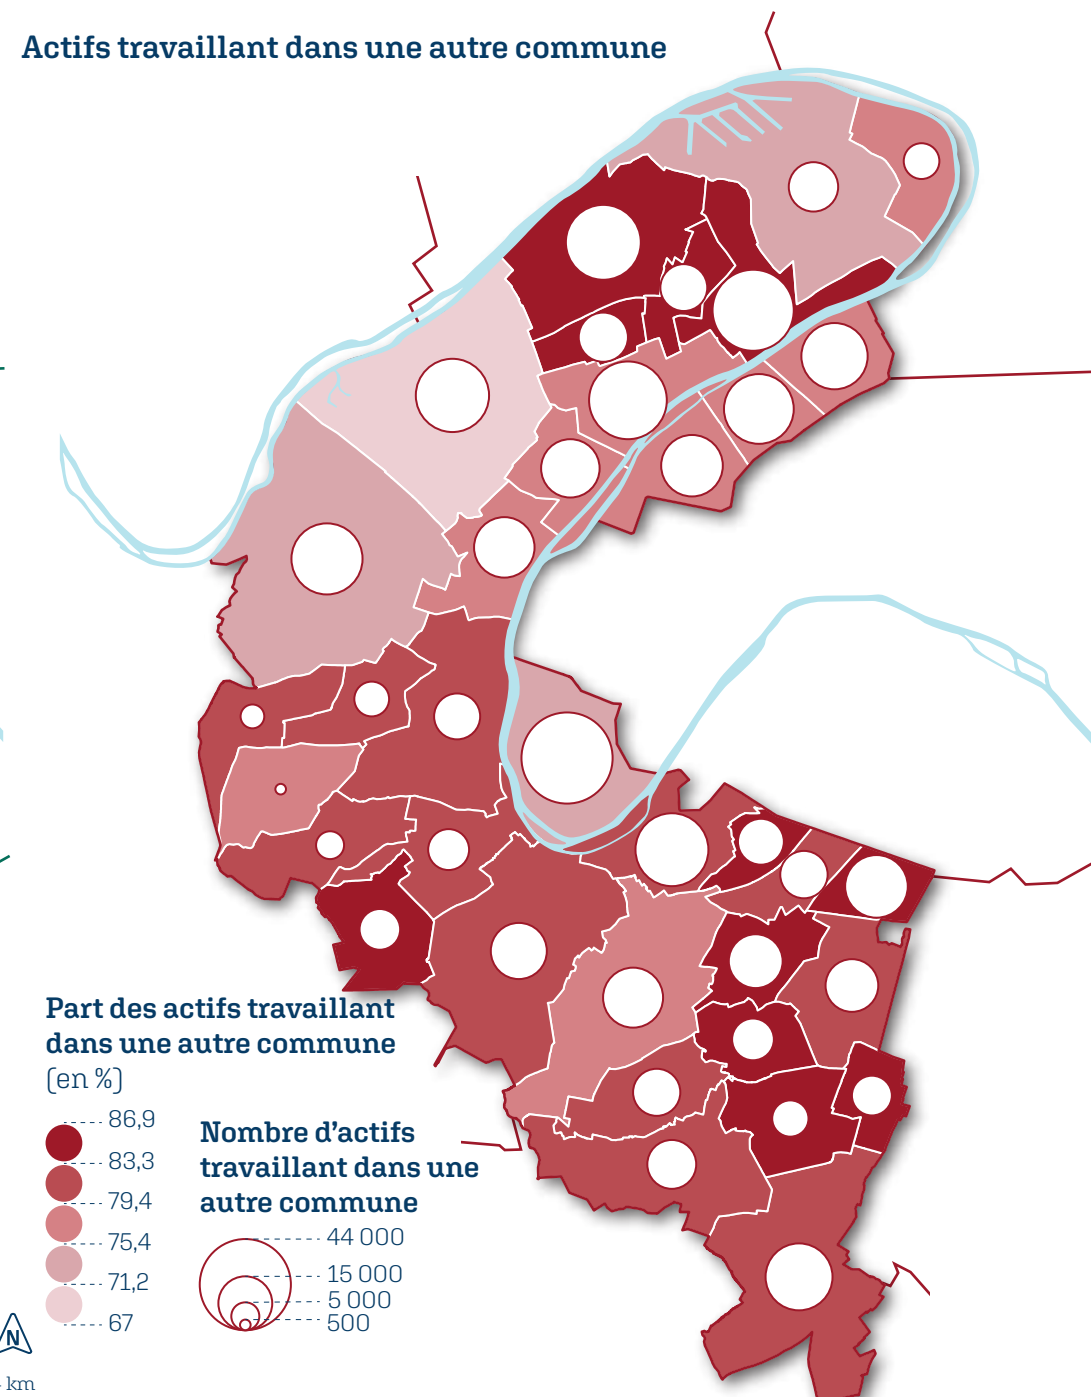 Actifs travaillant dans une autre commune
Part des actifs travaillant
dans une autre commune
(en %)
86,9
83,3
79,4
75,4
71,2
67
Nombre d'actifs
travaillant dans une
autre commune
44 000
15 000
5 000
500
N
km